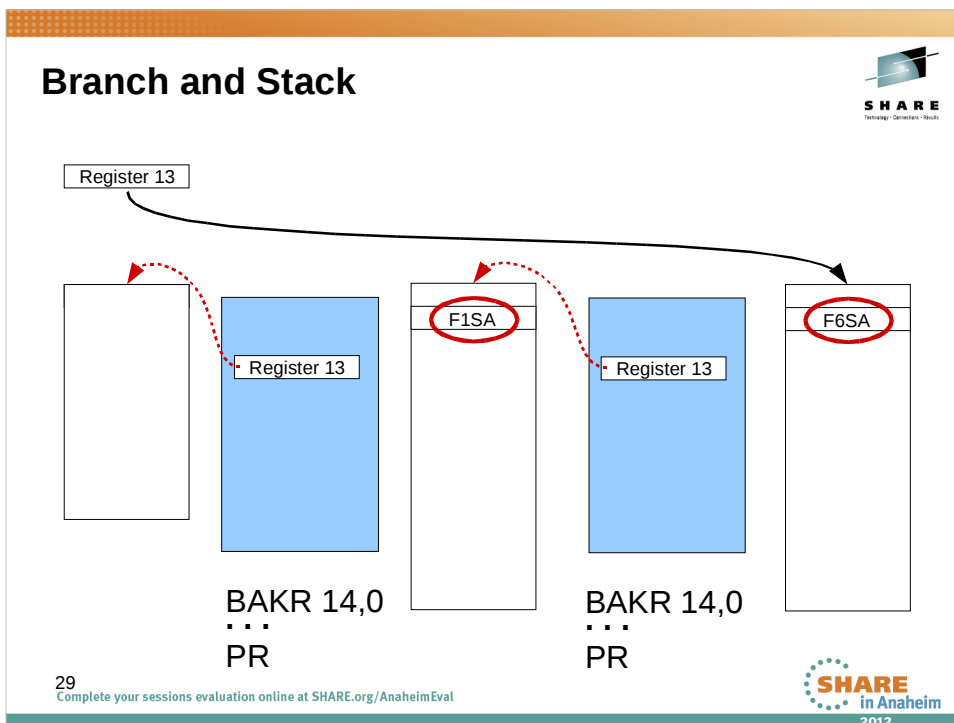 Branch and Stack
SHARE
Technology • Connections • Results
Register 13
F1SA
F6SA
Register 13
Register 13
BAKR 14,0
...
PR
BAKR 14,0
...
PR
29
Complete your sessions evaluation online at SHARE.org/AnaheimEval
SHARE
in Anaheim
2012